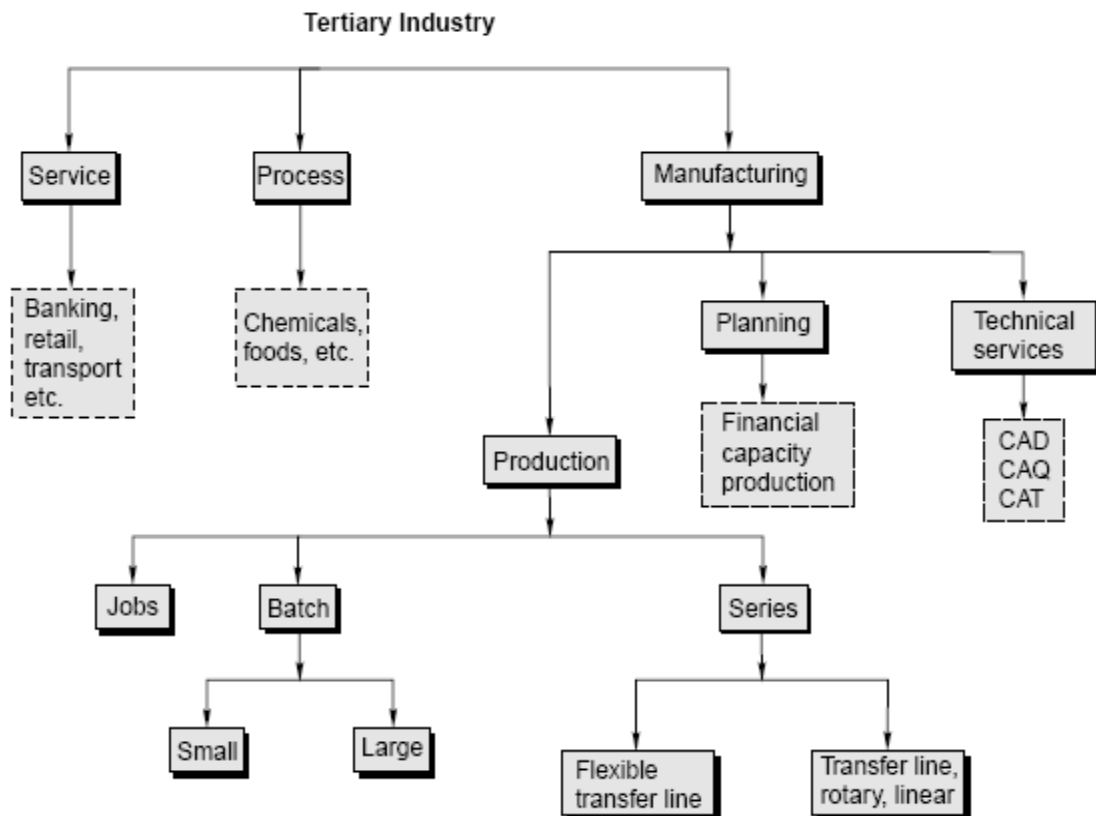 Tertiary Industry
Service
Process
Manufacturing
Banking,
retail,
transport
etc.
Chemicals,
foods, etc.
Planning
Technical
services
Financial
capacity
production
CAD
CAQ
CAT
Production
Jobs
Batch
Series
Small
Large
Flexible
transfer line
Transfer line,
rotary, linear